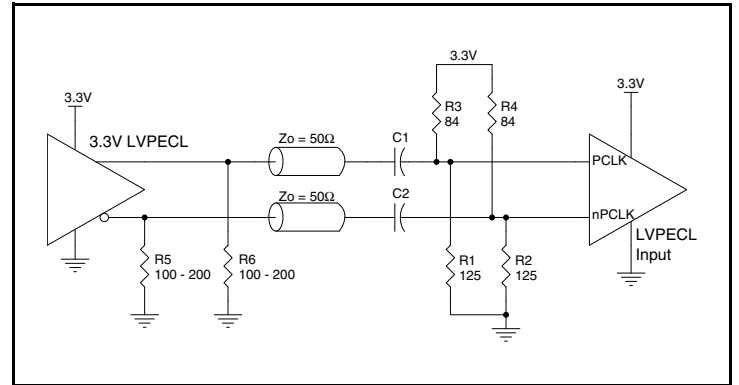 3.3V
3.3V LVPECL
R5
100 - 200
R6
100 - 200
Zo = 50Ω
Zo = 50Ω
C1
C2
3.3V
R3
84
R4
84
R1
125
R2
125
3.3V
PCLK
nPCLK
LVPECL
Input